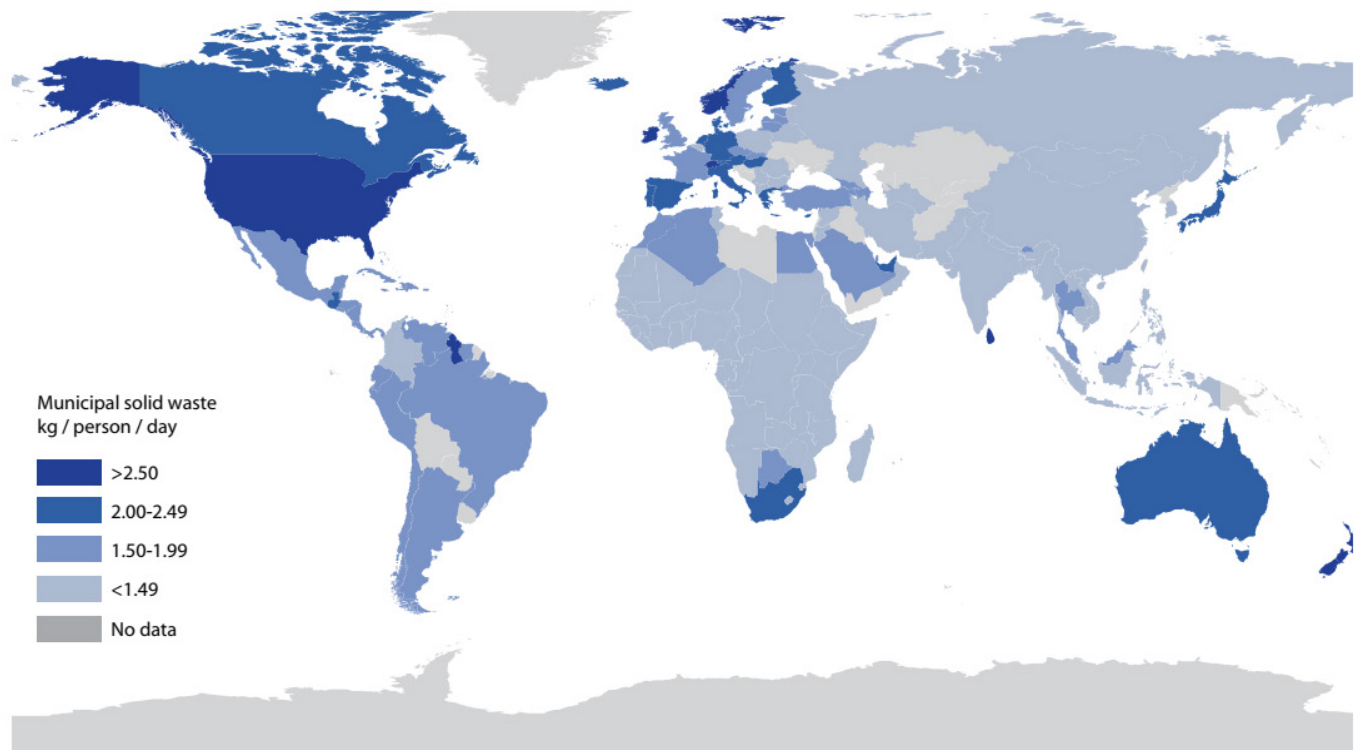 Municipal solid waste
kg / person / day
>2.50
2.00-2.49
1.50-1.99
<1.49
No data